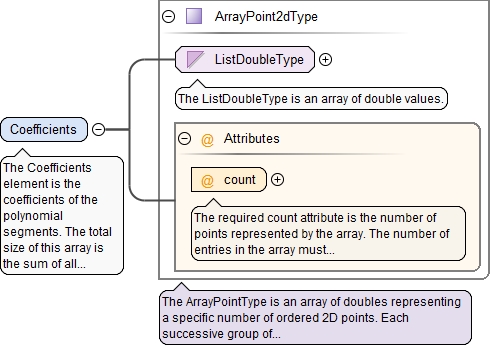 ArrayPoint2dType
ListDoubleType
The ListDoubleType is an array of double values.
Coefficients
The Coefficients
element is the
coefficients of the
polynomial
segments. The total
size of this array is
the sum of all...
@ Attributes
@ count
The required count attribute is the number of
points represented by the array. The number of
entries in the array must...
The ArrayPointType is an array of doubles representing
a specific number of ordered 2D points. Each
successive group of...